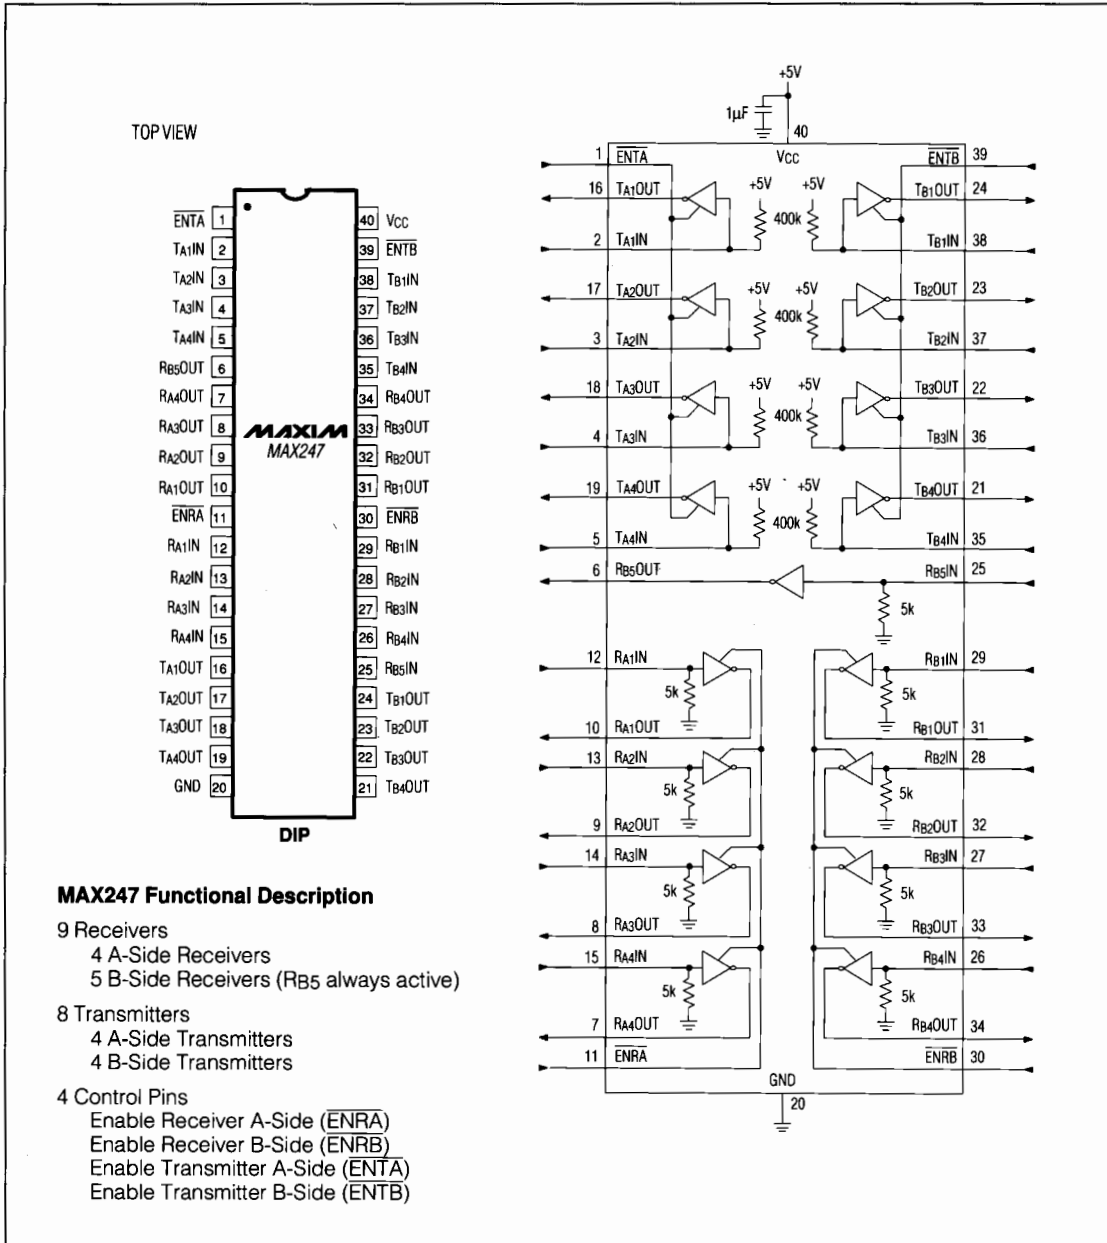 TOP VIEW
ENTA 1
TA1IN 2
TA2IN 3
TA3IN 4
TA4IN 5
RB5OUT 6
RA4OUT 7
RA3OUT 8
RA2OUT 9
RA1OUT 10
ENRA 11
RA1IN 12
RA2IN 13
RA3IN 14
RA4IN 15
TA1OUT 16
TA2OUT 17
TA3OUT 18
TA4OUT 19
GND 20
MAXIM
MAX247
40 VCC
39 ENTB
38 TB1IN
37 TB2IN
36 TB3IN
35 TB4IN
34 RB4OUT
33 RB3OUT
32 RB2OUT
31 RB1OUT
30 ENRB
29 RB1IN
28 RB2IN
27 RB3IN
26 RB4IN
25 RB5IN
24 TB1OUT
23 TB2OUT
22 TB3OUT
21 TB4OUT
DIP
MAX247 Functional Description
9 Receivers
4 A-Side Receivers
5 B-Side Receivers (RB5 always active)
8 Transmitters
4 A-Side Transmitters
4 B-Side Transmitters
4 Control Pins
Enable Receiver A-Side (ENRA)
Enable Receiver B-Side (ENRB)
Enable Transmitter A-Side (ENTA)
Enable Transmitter B-Side (ENTB)
+5V
1µF
40
1 ENTA VCC ENTB 39
16 TA1OUT +5V +5V TB1OUT 24
400k
2 TA1IN TB1IN 38
17 TA2OUT +5V +5V TB2OUT 23
400k
3 TA2IN TB2IN 37
18 TA3OUT +5V +5V TB3OUT 22
400k
4 TA3IN TB3IN 36
19 TA4OUT +5V +5V TB4OUT 21
400k
5 TA4IN TB4IN 35
6 RB5OUT RB5IN 25
5k
12 RA1IN RB1IN 29
5k 5k
10 RA1OUT RB1OUT 31
13 RA2IN RB2IN 28
5k 5k
9 RA2OUT RB2OUT 32
14 RA3IN RB3IN 27
5k 5k
8 RA3OUT RB3OUT 33
15 RA4IN RB4IN 26
5k 5k
7 RA4OUT RB4OUT 34
11 ENRA ENRB 30
GND
20